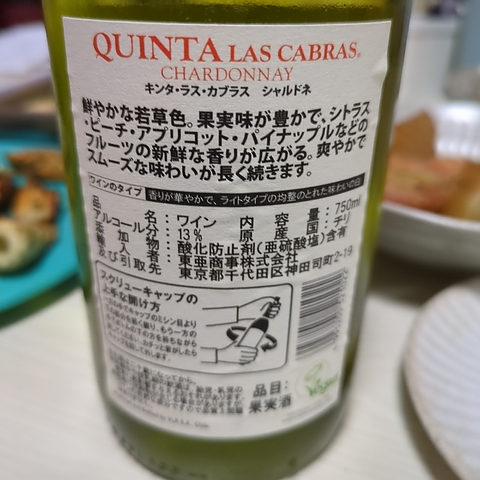 QUINTA LAS CABRAS®
CHARDONNAY
キンタ・ラス・カブラス シャルドネ
鮮やかな若草色。果実味が豊かで、シトラス
・ピーチ・アプリコット・パイナップルなどの
フルーツの新鮮な香りが広がる。爽やかで
スムーズな味わいが長く続きます。
ワインのタイプ 香りが華やかで、ライトタイプの均整のとれた味わいの白
品名：ワイン 内容量：750ml
アルコール分：13% 原産国：チリ
添加物：酸化防止剤(亜硫酸塩)含有
輸入者及び引取先：東亜商事株式会社
東京都千代田区神田司町2-19
スクリューキャップの
上手な開け方
品目
果実酒
Vegan